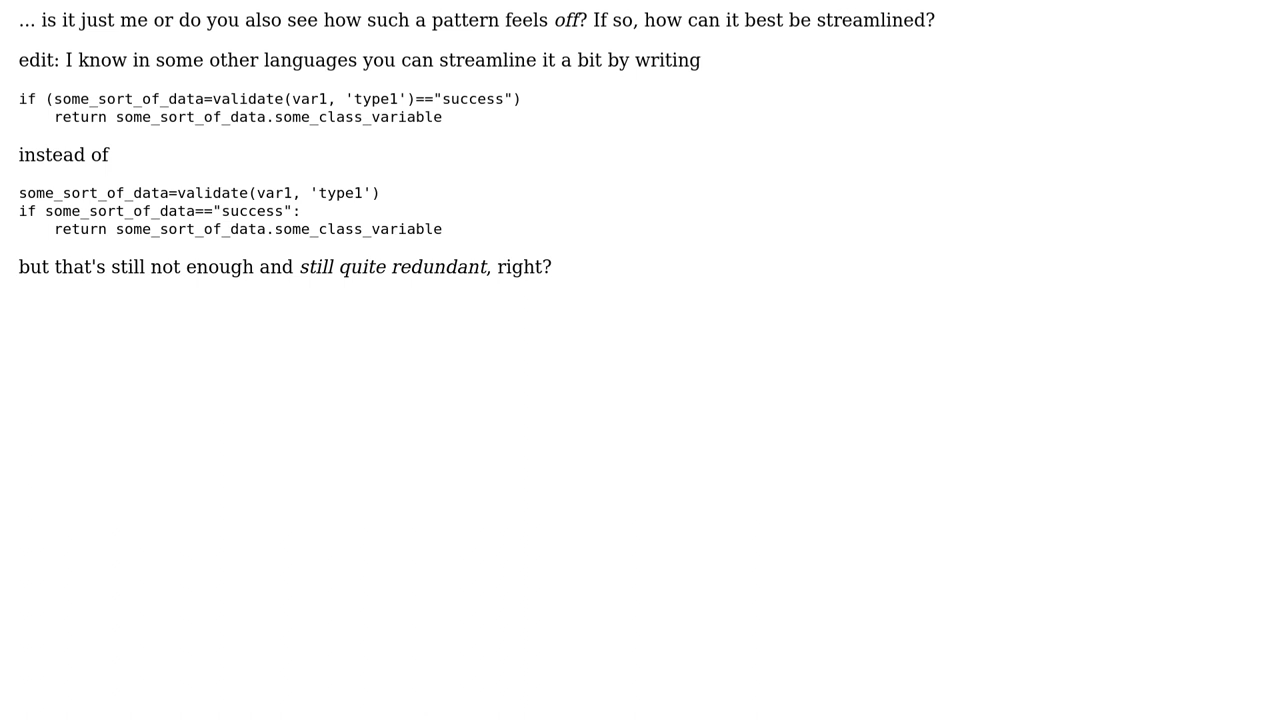 ... is it just me or do you also see how such a pattern feels off? If so, how can it best be streamlined?
edit: I know in some other languages you can streamline it a bit by writing
if (some_sort_of_data=validate(var1, 'type1')=="success")
    return some_sort_of_data.some_class_variable
instead of
some_sort_of_data=validate(var1, 'type1')
if some_sort_of_data=="success":
    return some_sort_of_data.some_class_variable
but that's still not enough and still quite redundant, right?